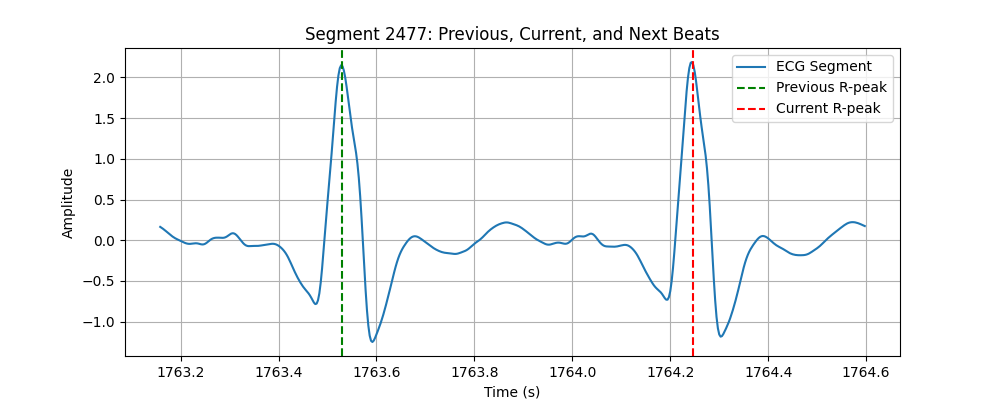 Segment 2477: Previous, Current, and Next Beats
ECG Segment
Previous R-peak
Current R-peak
Amplitude
2.0
1.5
1.0
0.5
0.0
−0.5
−1.0
1763.2 1763.4 1763.6 1763.8 1764.0 1764.2 1764.4 1764.6
Time (s)